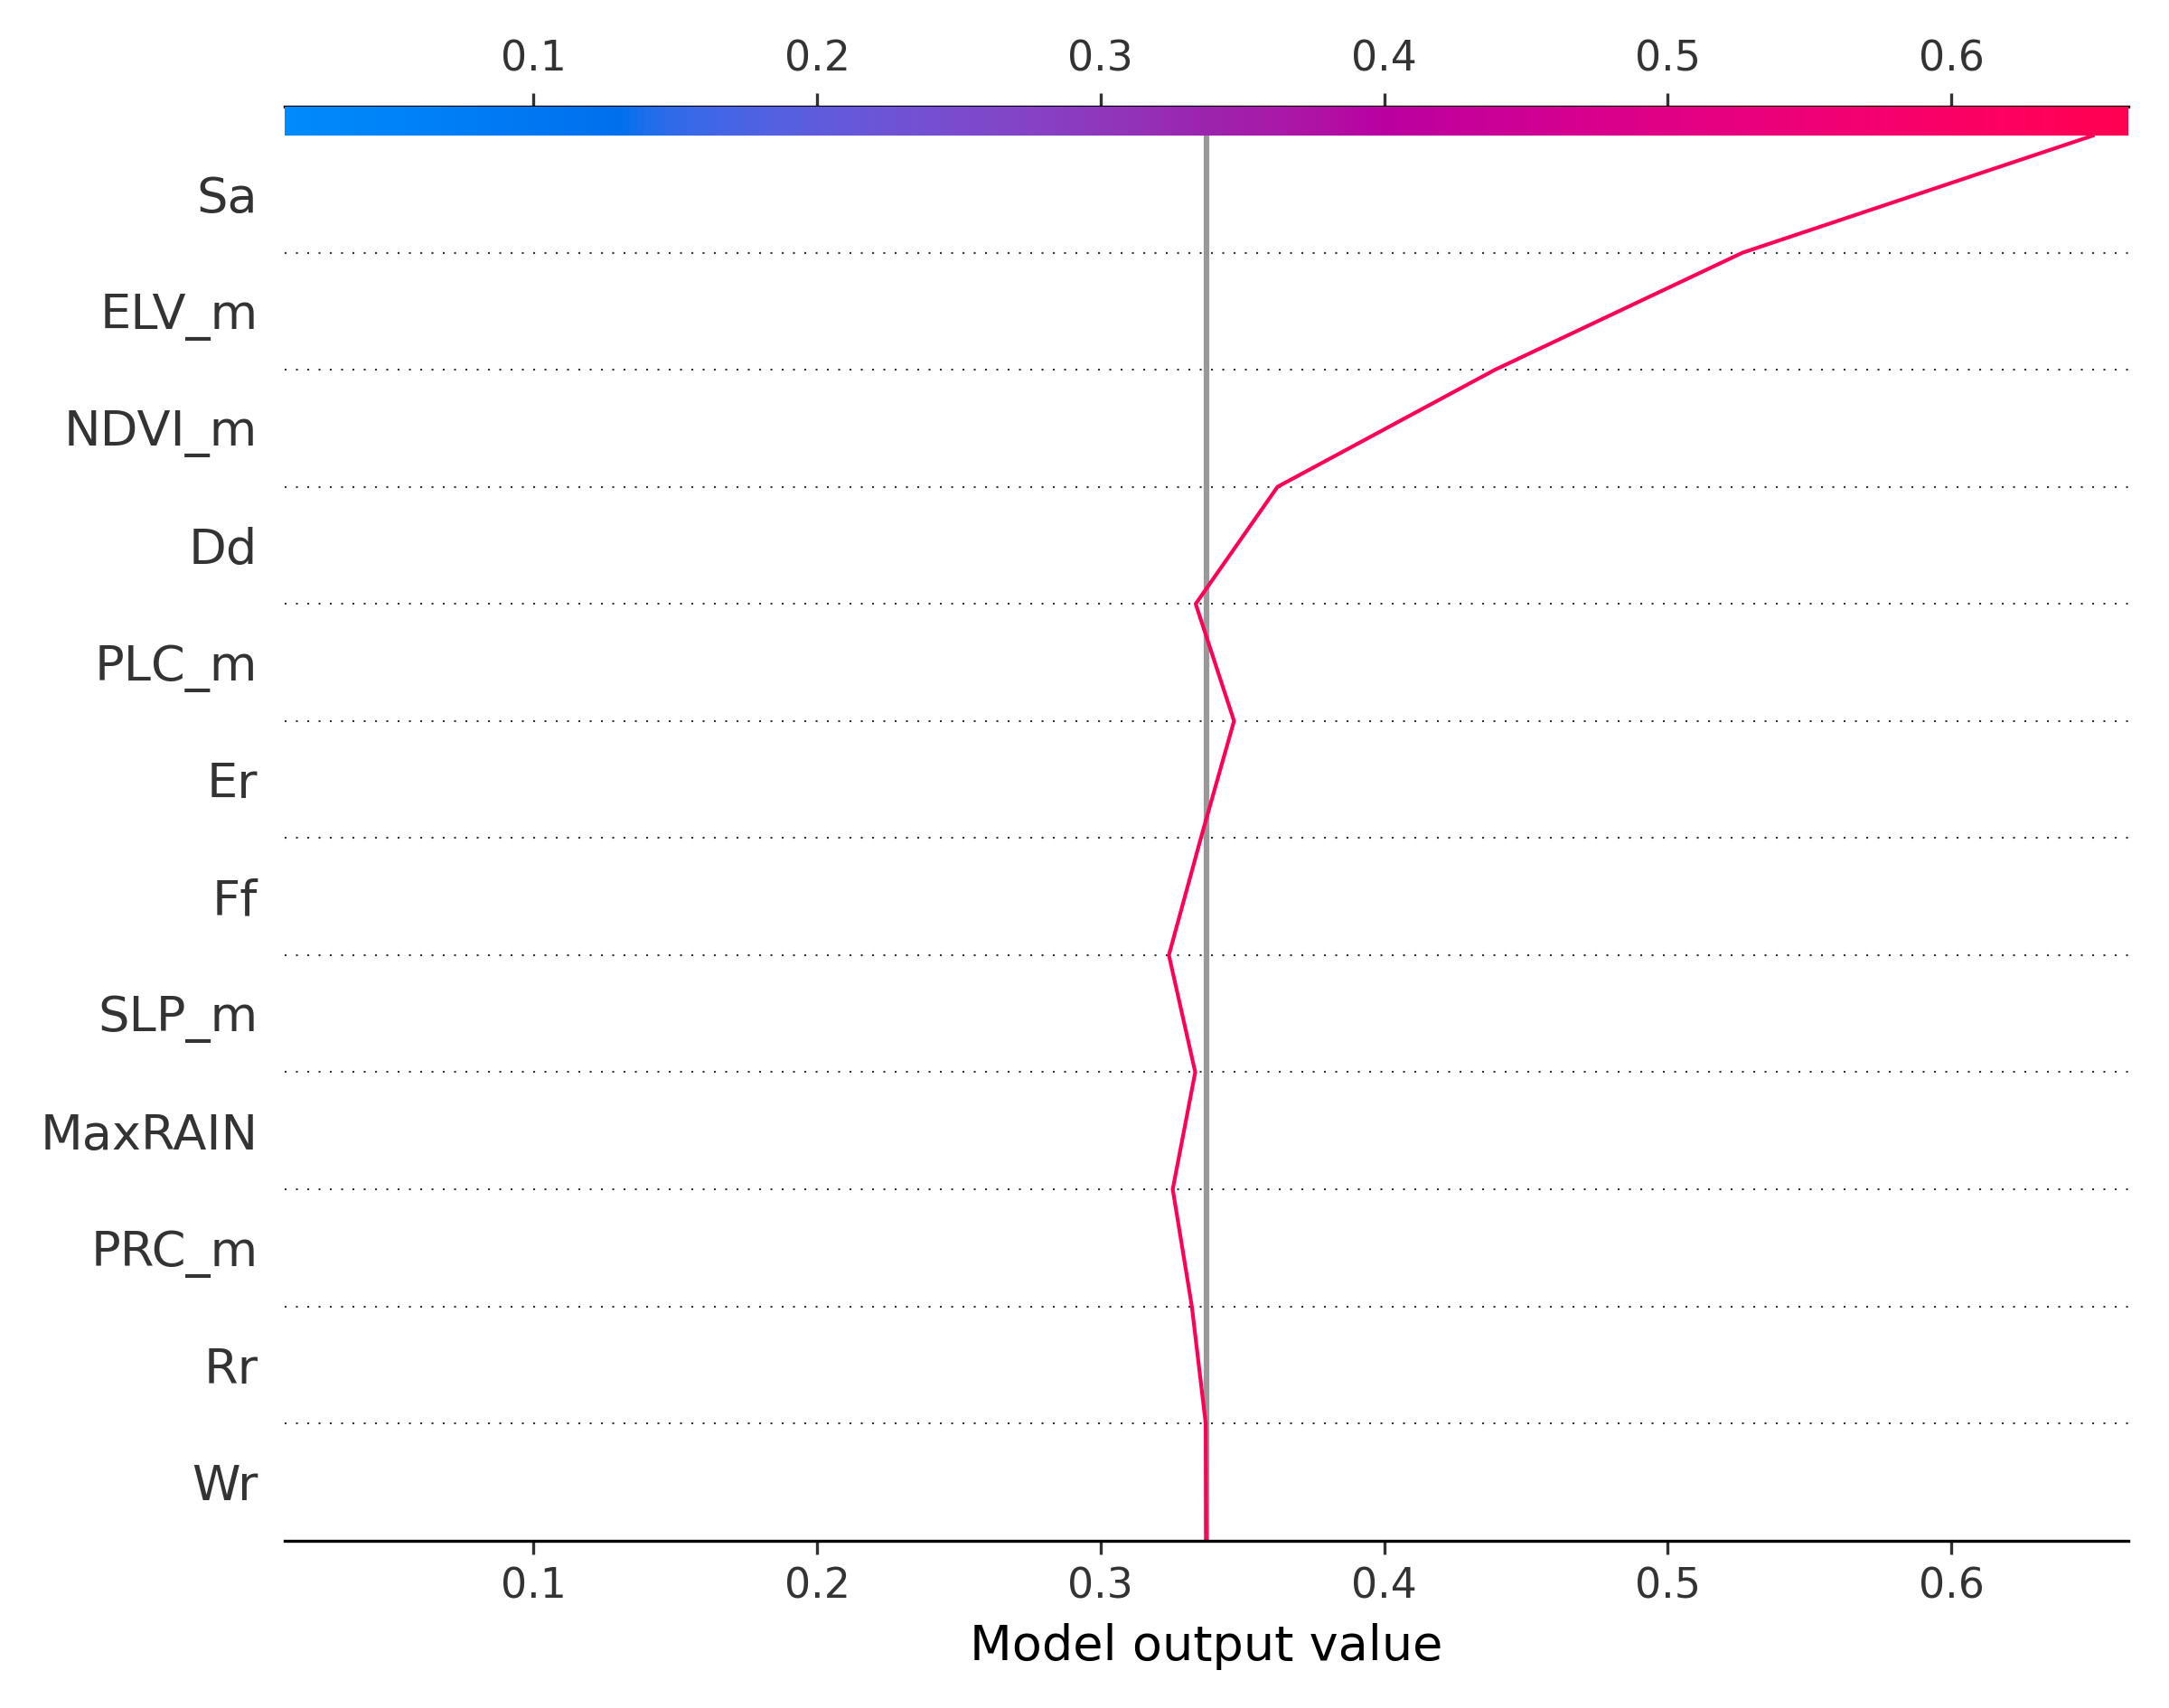 0.1 0.2 0.3 0.4 0.5 0.6
Sa
ELV_m
NDVI_m
Dd
PLC_m
Er
Ff
SLP_m
MaxRAIN
PRC_m
Rr
Wr
0.1 0.2 0.3 0.4 0.5 0.6
Model output value